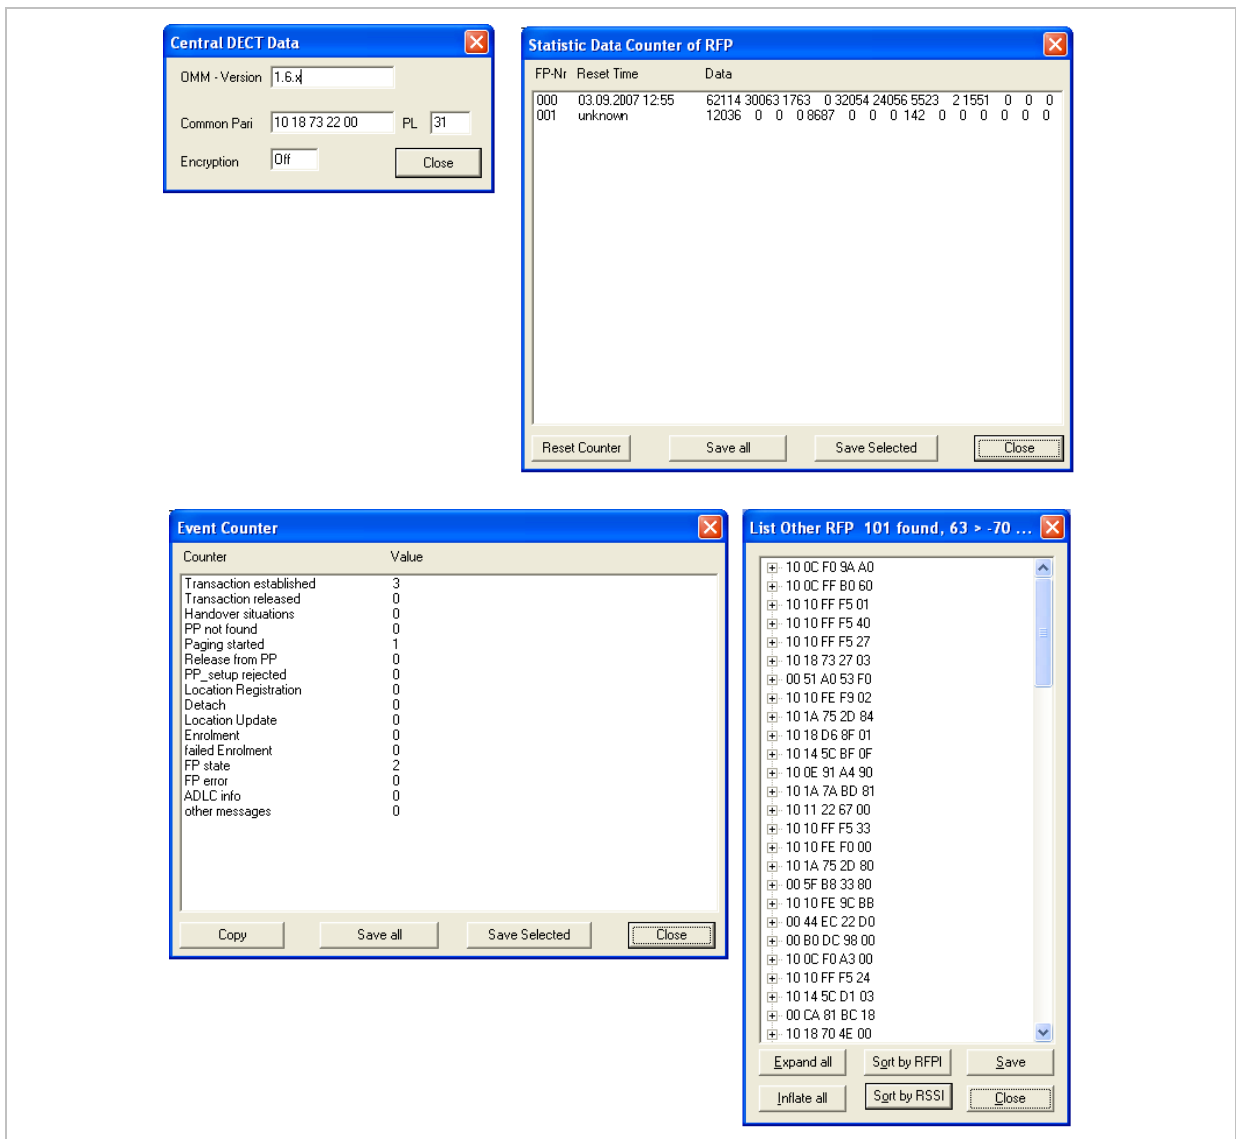 Central DECT Data
OMM - Version 1.6.x
Common Pari 10 18 73 22 00 PL 31
Encryption Off Close
Statistic Data Counter of RFP
FP-Nr Reset Time Data
000 03.09.2007 12:55 62114 30063 1763 0 32054 24056 5523 2 1551 0 0 0
001 unknown 12036 0 0 0 8687 0 0 0 142 0 0 0 0 0
Reset Counter Save all Save Selected Close
Event Counter
Counter Value
Transaction established 3
Transaction released 0
Handover situations 0
PP not found 0
Paging started 1
Release from PP 0
PP_setup rejected 0
Location Registration 0
Detach 0
Location Update 0
Enrolment 0
failed Enrolment 0
FP state 2
FP error 0
ADLC info 0
other messages 0
Copy Save all Save Selected Close
List Other RFP 101 found, 63 > -70 ...
10 0C F0 9A A0
10 0C FF B0 60
10 10 FF F5 01
10 10 FF F5 40
10 10 FF F5 27
10 18 73 27 03
00 51 A0 53 F0
10 10 FE F9 02
10 1A 75 2D 84
10 18 D6 8F 01
10 14 5C BF 0F
10 0E 91 A4 90
10 1A 7A BD 81
10 11 22 67 00
10 10 FF F5 33
10 10 FE F0 00
10 1A 75 2D 80
00 5F B8 33 80
10 10 FE 9C BB
00 44 EC 22 D0
00 B0 DC 98 00
10 0C F0 A3 00
10 10 FF F5 24
10 14 5C D1 03
00 CA 81 BC 18
10 18 70 4E 00
Expand all Sort by RFPI Save
Inflate all Sort by RSSI Close